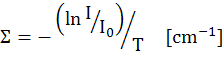 Σ = − (ln I/I₀)/T [cm⁻¹]